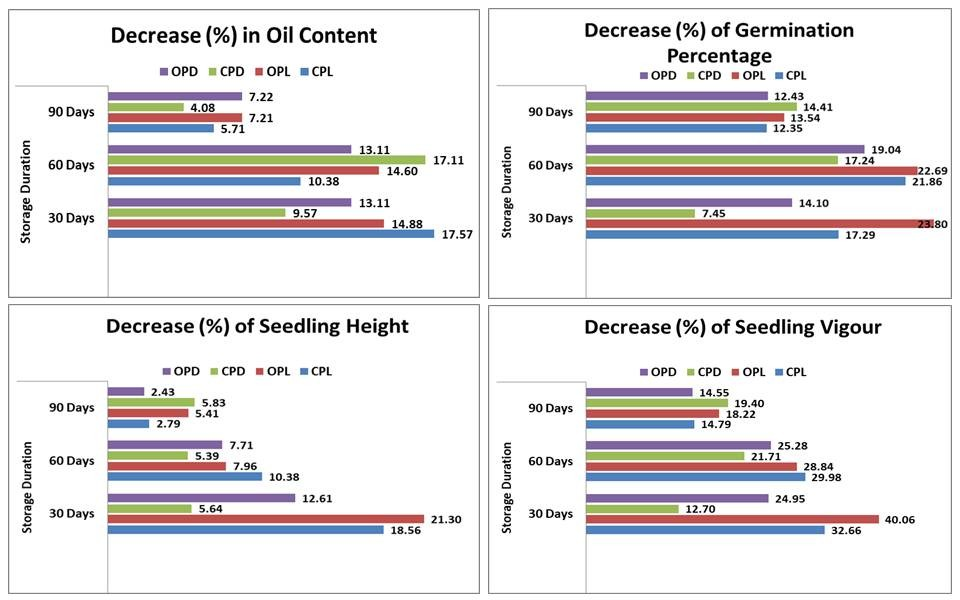 Decrease (%) in Oil Content
OPD CPD OPL CPL
Storage Duration
90 Days
7.22
4.08
7.21
5.71
60 Days
13.11
17.11
14.60
10.38
30 Days
13.11
9.57
14.88
17.57
Decrease (%) of Germination
Percentage
OPD CPD OPL CPL
Storage Duration
90 Days
12.43
14.41
13.54
12.35
60 Days
19.04
17.24
22.69
21.86
30 Days
14.10
7.45
23.80
17.29
Decrease (%) of Seedling Height
OPD CPD OPL CPL
Storage Duration
90 Days
2.43
5.83
5.41
2.79
60 Days
7.71
5.39
7.96
10.38
30 Days
12.61
5.64
21.30
18.56
Decrease (%) of Seedling Vigour
OPD CPD OPL CPL
Storage Duration
90 Days
14.55
19.40
18.22
14.79
60 Days
25.28
21.71
28.84
29.98
30 Days
24.95
12.70
40.06
32.66